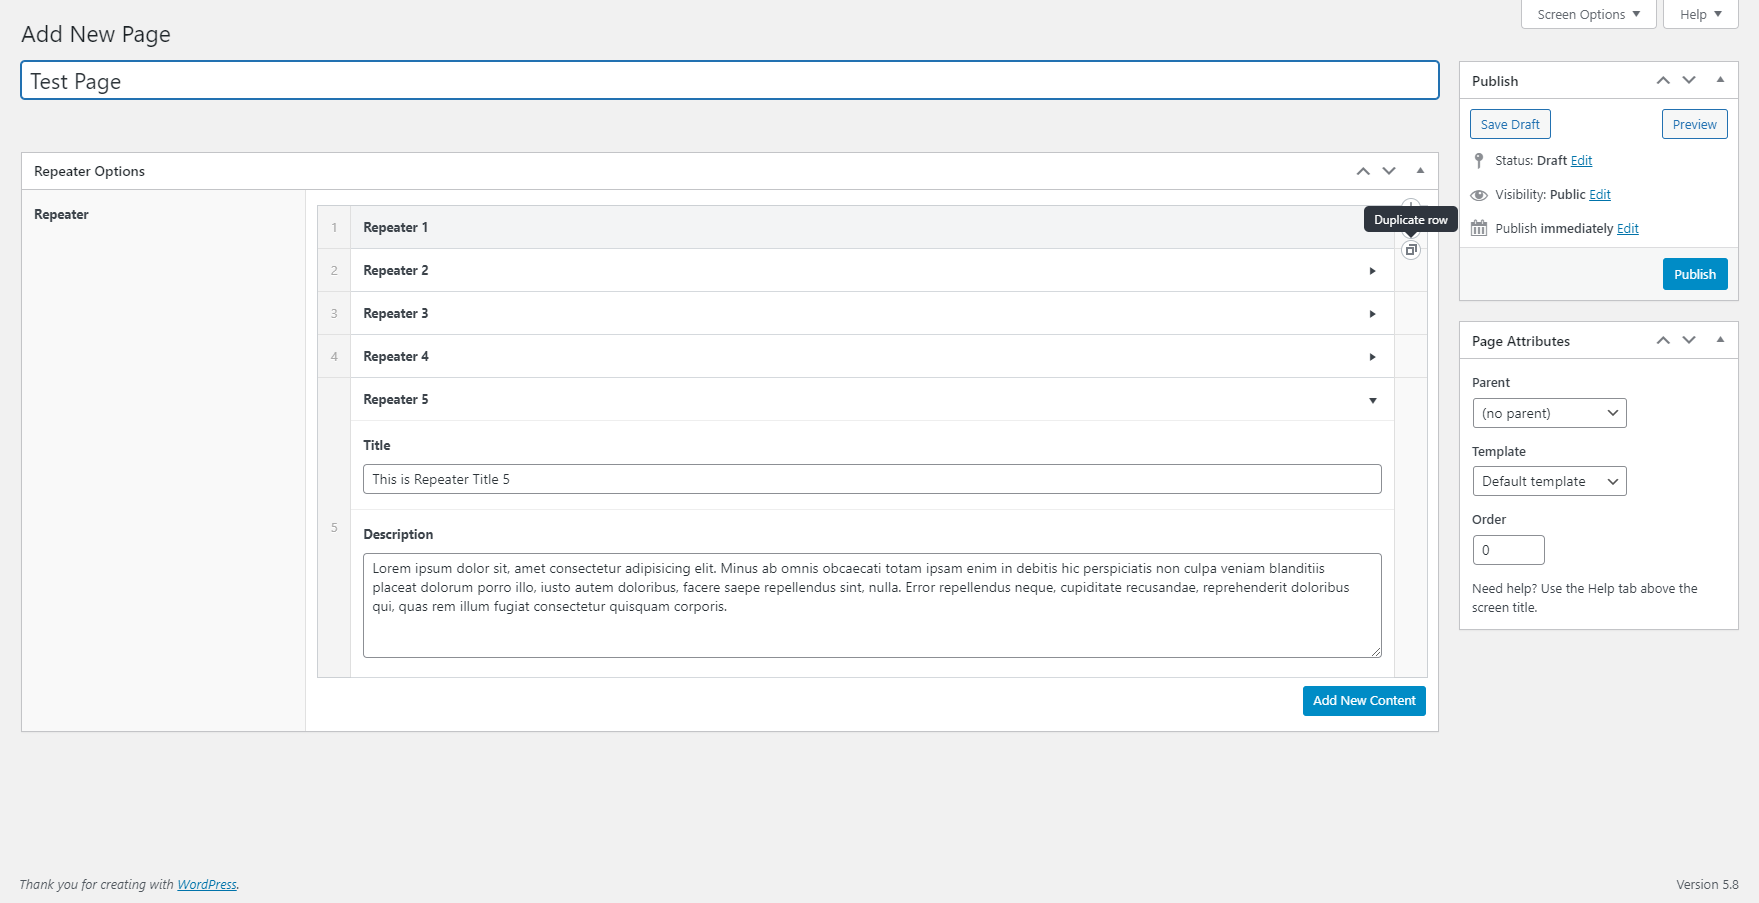 Screen Options
Help
Add New Page
Test Page
Repeater Options
Repeater
1
Repeater 1
Duplicate row
2
Repeater 2
3
Repeater 3
4
Repeater 4
Repeater 5
Title
This is Repeater Title 5
5
Description
Lorem ipsum dolor sit, amet consectetur adipisicing elit. Minus ab omnis obcaecati totam ipsam enim in debitis hic perspiciatis non culpa veniam blanditiis
placeat dolorum porro illo, iusto autem doloribus, facere saepe repellendus sint, nulla. Error repellendus neque, cupiditate recusandae, reprehenderit doloribus
qui, quas rem illum fugiat consectetur quisquam corporis.
Add New Content
Publish
Save Draft
Preview
Status: Draft Edit
Visibility: Public Edit
Publish immediately Edit
Publish
Page Attributes
Parent
(no parent)
Template
Default template
Order
0
Need help? Use the Help tab above the
screen title.
Thank you for creating with WordPress.
Version 5.8